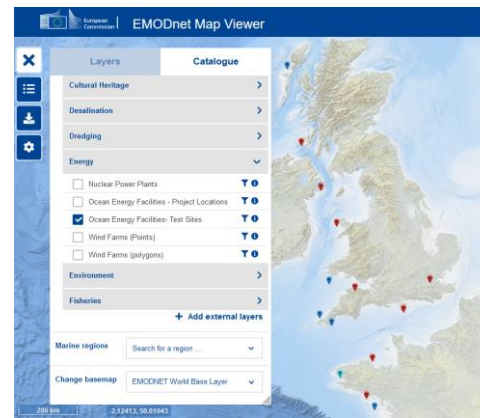 European Commission
EMODnet Map Viewer
Layers
Catalogue
Cultural Heritage
Desalination
Dredging
Energy
Nuclear Power Plants
Ocean Energy Facilities - Project Locations
Ocean Energy Facilities- Test Sites
Wind Farms (Points)
Wind Farms (polygons)
Environment
Fisheries
+ Add external layers
Marine regions
Search for a region ...
Change basemap
EMODNET World Base Layer
200 km
2.12413, 50.61943